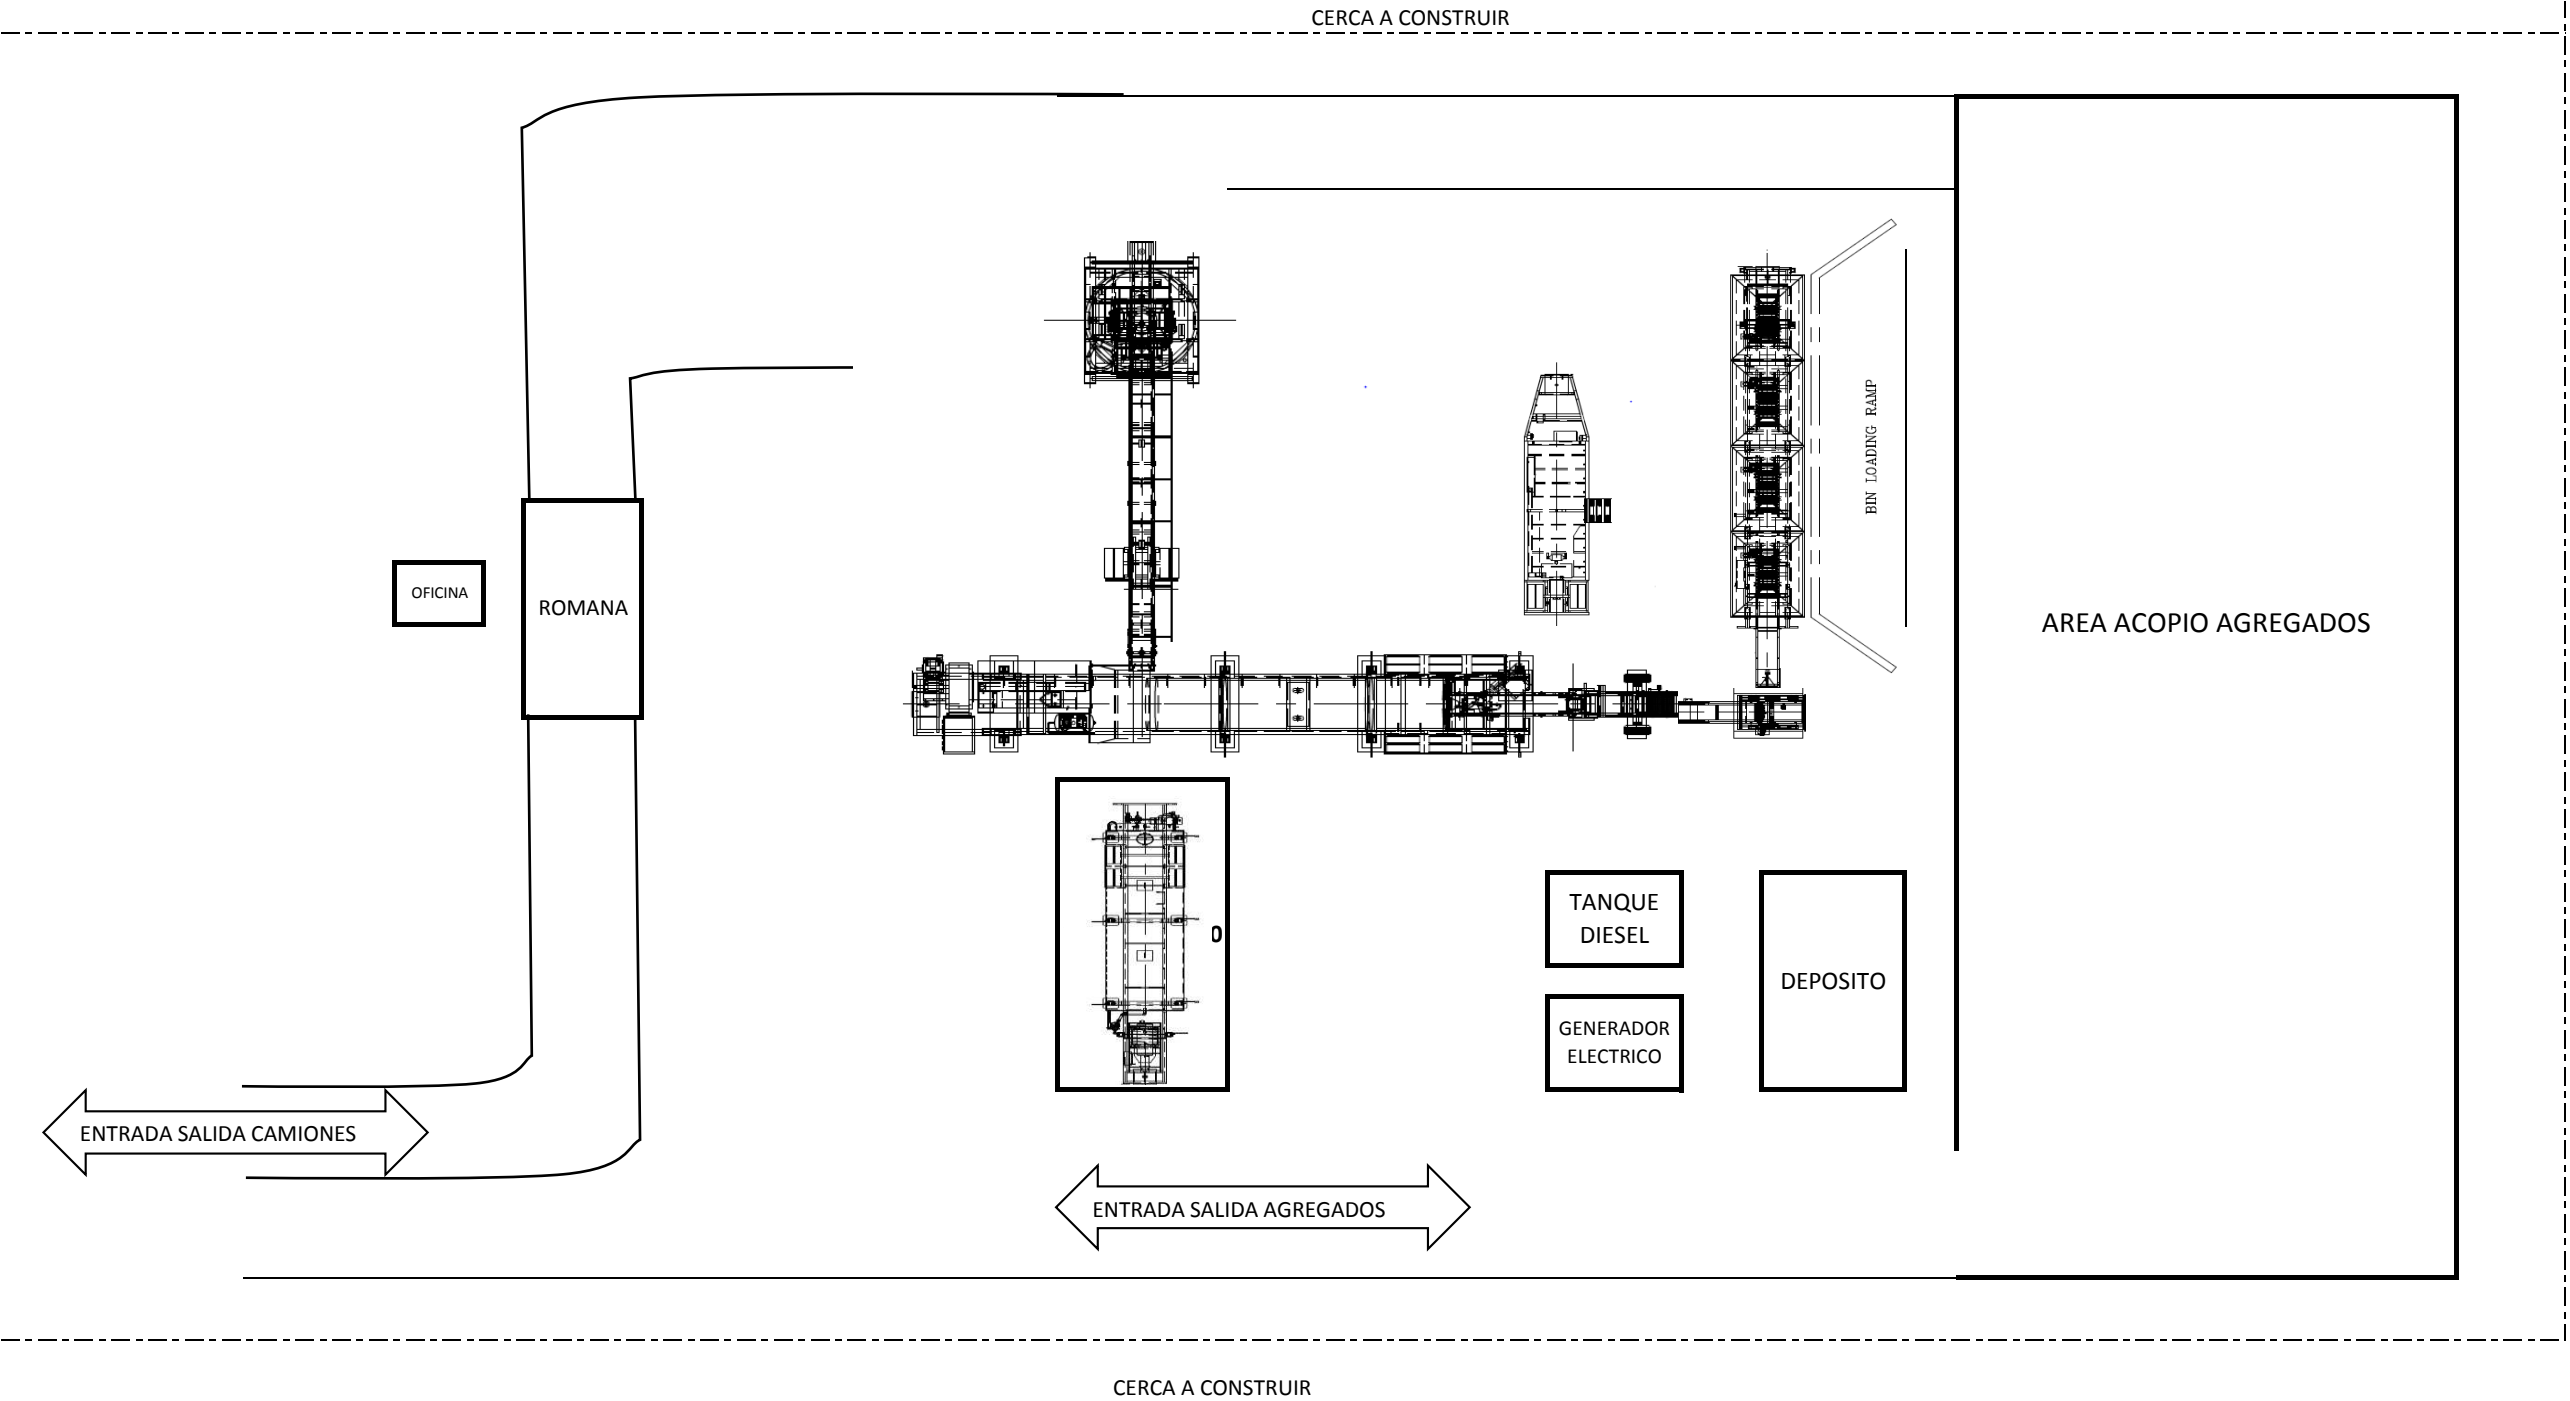 CERCA A CONSTRUIR
BIN LOADING RAMP
OFICINA
ROMANA
AREA ACOPIO AGREGADOS
TANQUE
DIESEL
DEPOSITO
GENERADOR
ELECTRICO
ENTRADA SALIDA CAMIONES
ENTRADA SALIDA AGREGADOS
CERCA A CONSTRUIR